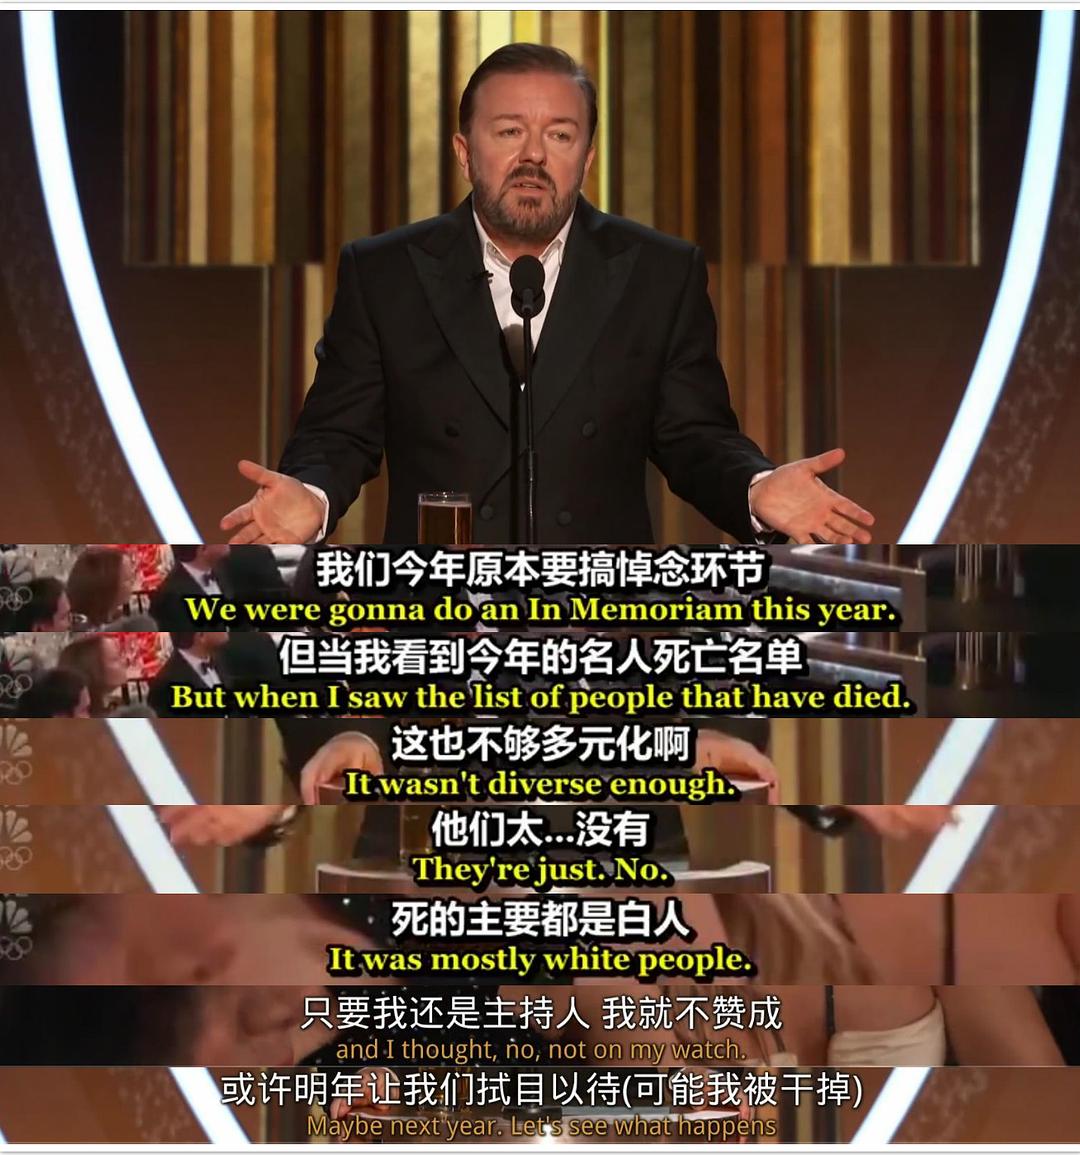 我们今年原本要搞悼念环节
We were gonna do an In Memoriam this year.
但当我看到今年的名人死亡名单
But when I saw the list of people that have died.
这也不够多元化啊
It wasn't diverse enough.
他们太...没有
They're just. No.
死的主要都是白人
It was mostly white people.
只要我还是主持人 我就不赞成
and I thought, no, not on my watch.
或许明年让我们拭目以待(可能我被干掉)
Maybe next year. Let's see what happens